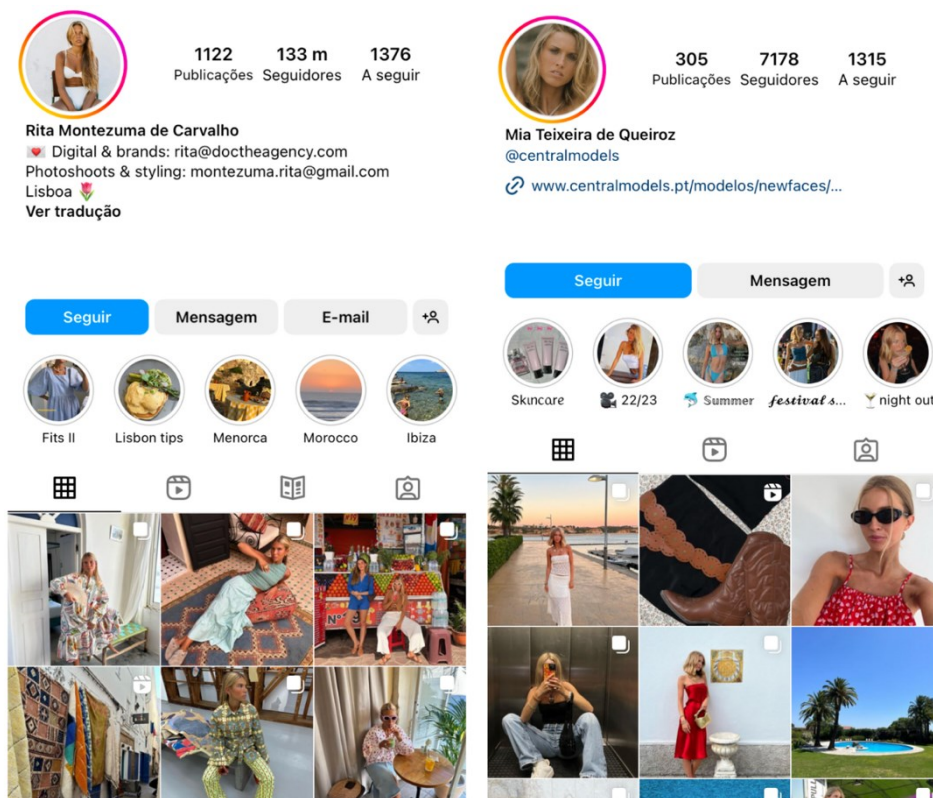 1122
133 m
1376
Publicações
Seguidores
A seguir
Rita Montezuma de Carvalho
💌 Digital & brands: rita@doctheagency.com
Photoshoots & styling: montezuma.rita@gmail.com
Lisboa 🌷
Ver tradução
Seguir
Mensagem
E-mail
Fits II
Lisbon tips
Menorca
Morocco
Ibiza
305
7178
1315
Publicações
Seguidores
A seguir
Mia Teixeira de Queiroz
@centralmodels
www.centralmodels.pt/modelos/newfaces/...
Seguir
Mensagem
Skincare
🎥 22/23
🐬 Summer
festival s...
🍸 night out